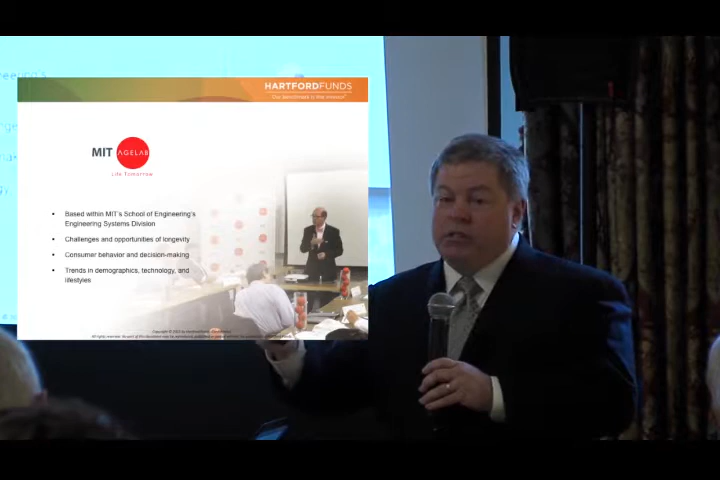 HARTFORDFUNDS
Our benchmark is the investor®
MIT AGELAB
Life Tomorrow
▪ Based within MIT's School of Engineering's
Engineering Systems Division
▪ Challenges and opportunities of longevity
▪ Consumer behavior and decision-making
▪ Trends in demographics, technology, and
lifestyles